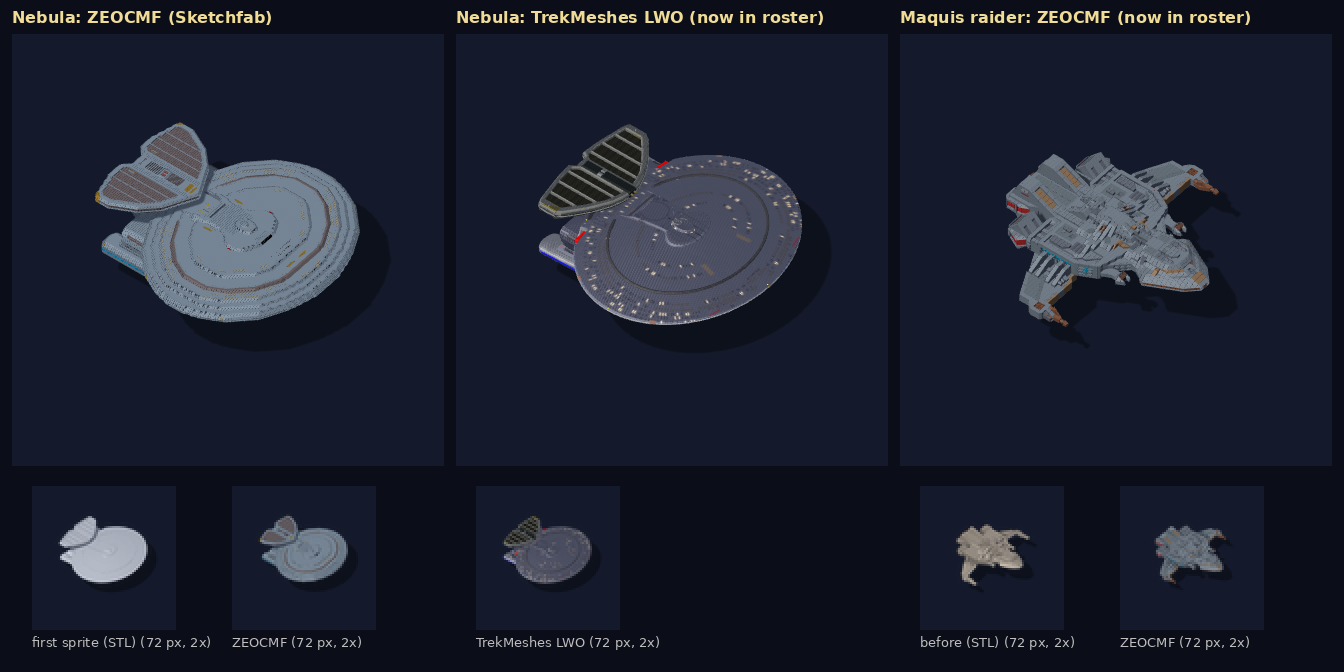 Nebula: ZEOCMF (Sketchfab)
Nebula: TrekMeshes LWO (now in roster)
Maquis raider: ZEOCMF (now in roster)
first sprite (STL) (72 px, 2x)
ZEOCMF (72 px, 2x)
TrekMeshes LWO (72 px, 2x)
before (STL) (72 px, 2x)
ZEOCMF (72 px, 2x)